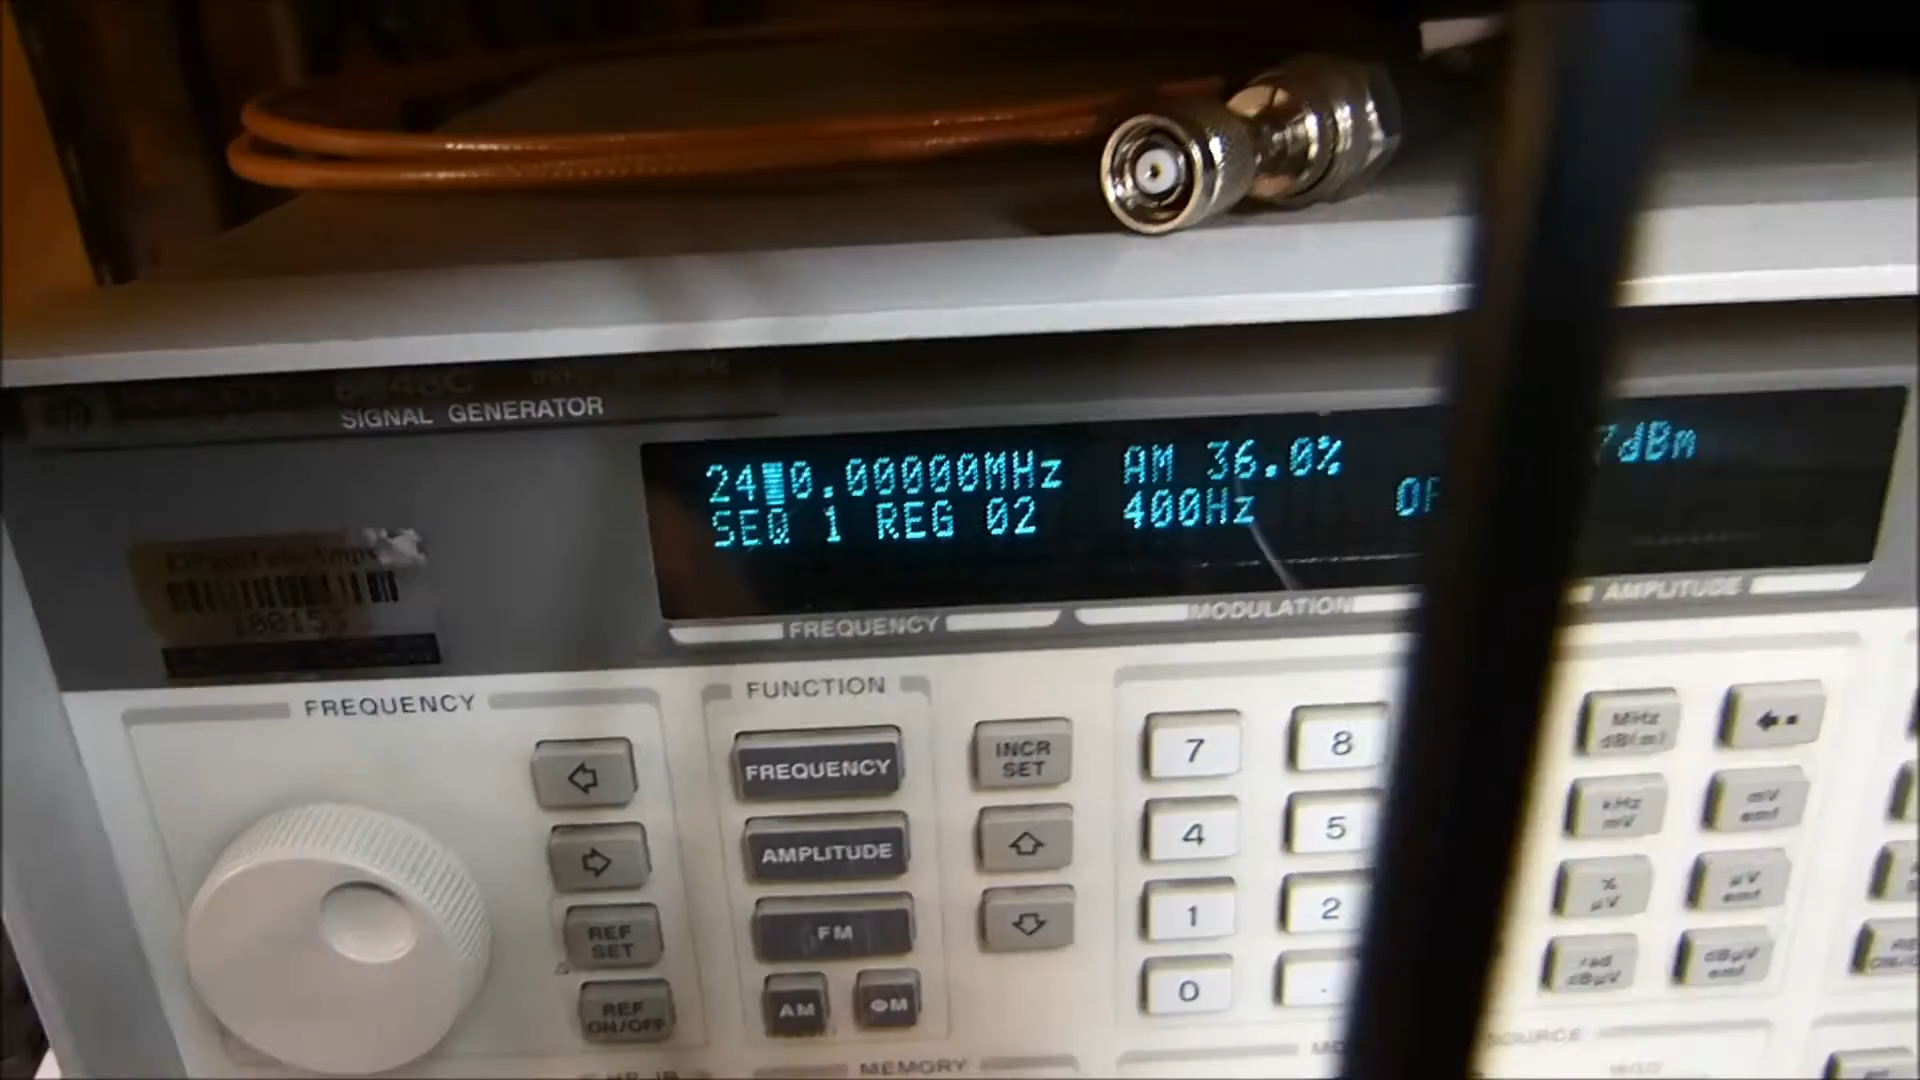 SIGNAL GENERATOR
24 0.00000MHz AM 36.0% 7dBm
SEQ 1 REG 02 400Hz
FREQUENCY MODULATION AMPLITUDE
FREQUENCY
FUNCTION
FREQUENCY
INCR
SET
7
8
MHz
dB(m)
AMPLITUDE
4
5
kHz
mV
mV
emf
REF
SET
FM
1
2
%
µV
µV
emf
REF
ON/OFF
AM
ΦM
0
.
rad
dBµV
dBµV
emf
MEMORY